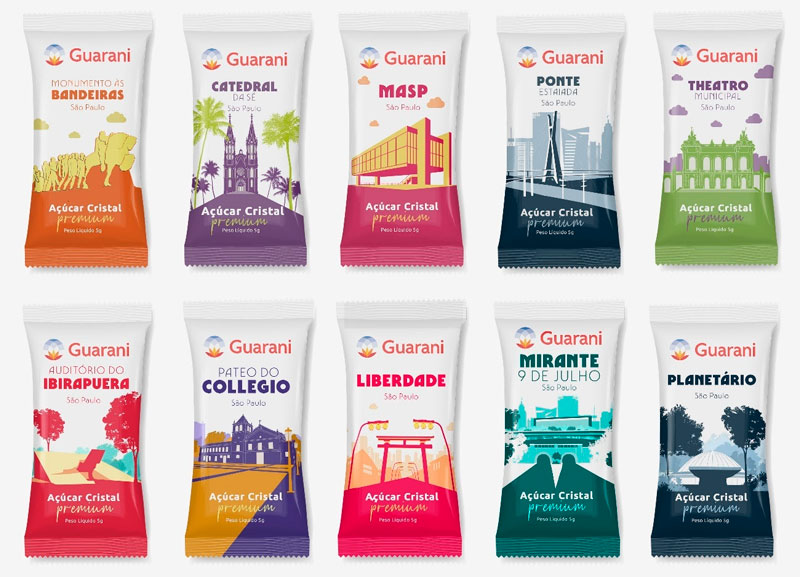 Guarani
MONUMENTO ÀS
BANDEIRAS
São Paulo
Açúcar Cristal
premium
Peso Líquido 5g
Guarani
CATEDRAL
DA SÉ
São Paulo
Açúcar Cristal
premium
Peso Líquido 5g
Guarani
MASP
São Paulo
Açúcar Cristal
premium
Peso Líquido 5g
Guarani
PONTE
ESTAIADA
São Paulo
Açúcar Cristal
premium
Peso Líquido 5g
Guarani
THEATRO
MUNICIPAL
São Paulo
Açúcar Cristal
premium
Peso Líquido 5g
Guarani
AUDITÓRIO DO
IBIRAPUERA
São Paulo
Açúcar Cristal
premium
Peso Líquido 5g
Guarani
PATEO DO
COLLEGIO
São Paulo
Açúcar Cristal
premium
Peso Líquido 5g
Guarani
LIBERDADE
São Paulo
Açúcar Cristal
premium
Peso Líquido 5g
Guarani
MIRANTE
9 DE JULHO
São Paulo
Açúcar Cristal
premium
Peso Líquido 5g
Guarani
PLANETÁRIO
São Paulo
Açúcar Cristal
premium
Peso Líquido 5g